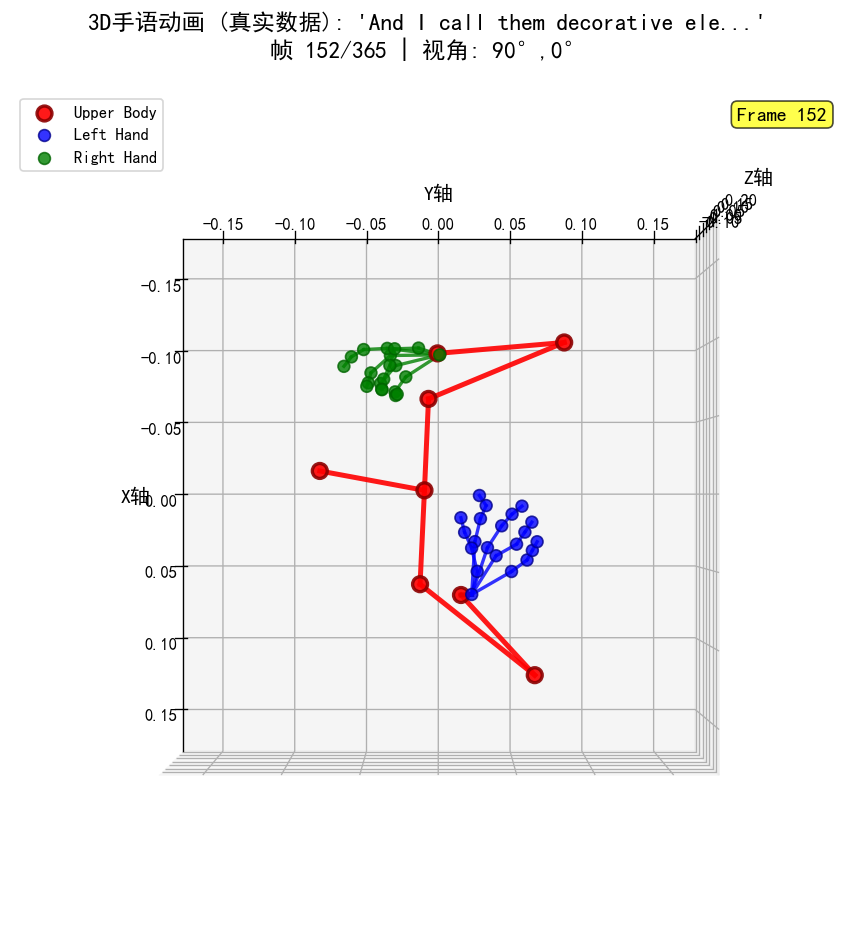 3D手语动画 (真实数据): 'And I call them decorative ele...'
帧 152/365 | 视角: 90°,0°
Upper Body
Left Hand
Right Hand
Frame 152
Z轴
Y轴
-0.15
-0.10
-0.05
0.00
0.05
0.10
0.15
-0.15
-0.10
-0.05
X轴
0.00
0.05
0.10
0.15